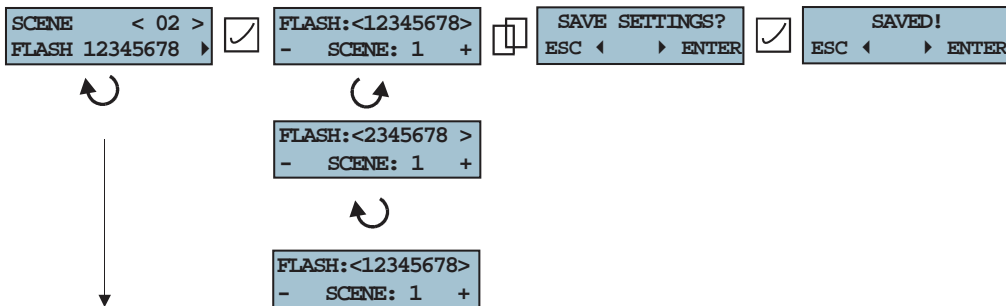 SCENE < 02 >
FLASH 12345678 ▶
FLASH:<12345678>
- SCENE: 1 +
SAVE SETTINGS?
ESC ◀ ▶ ENTER
SAVED!
ESC ◀ ▶ ENTER
FLASH:<2345678 >
- SCENE: 1 +
FLASH:<12345678>
- SCENE: 1 +